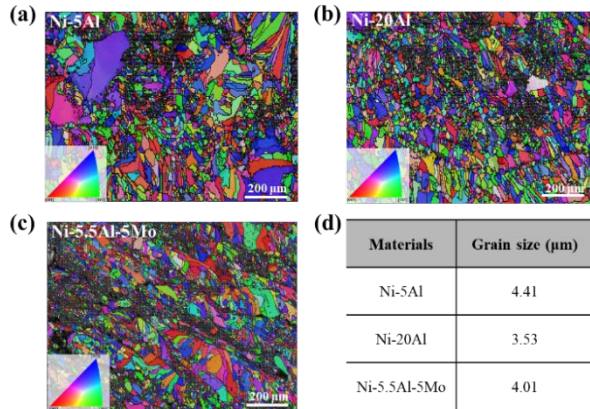 (a)
Ni-5Al
200 μm
(b)
Ni-20Al
200 μm
(c)
Ni-5.5Al-5Mo
200 μm
(d)
Materials Grain size (μm)
Ni-5Al 4.41
Ni-20Al 3.53
Ni-5.5Al-5Mo 4.01